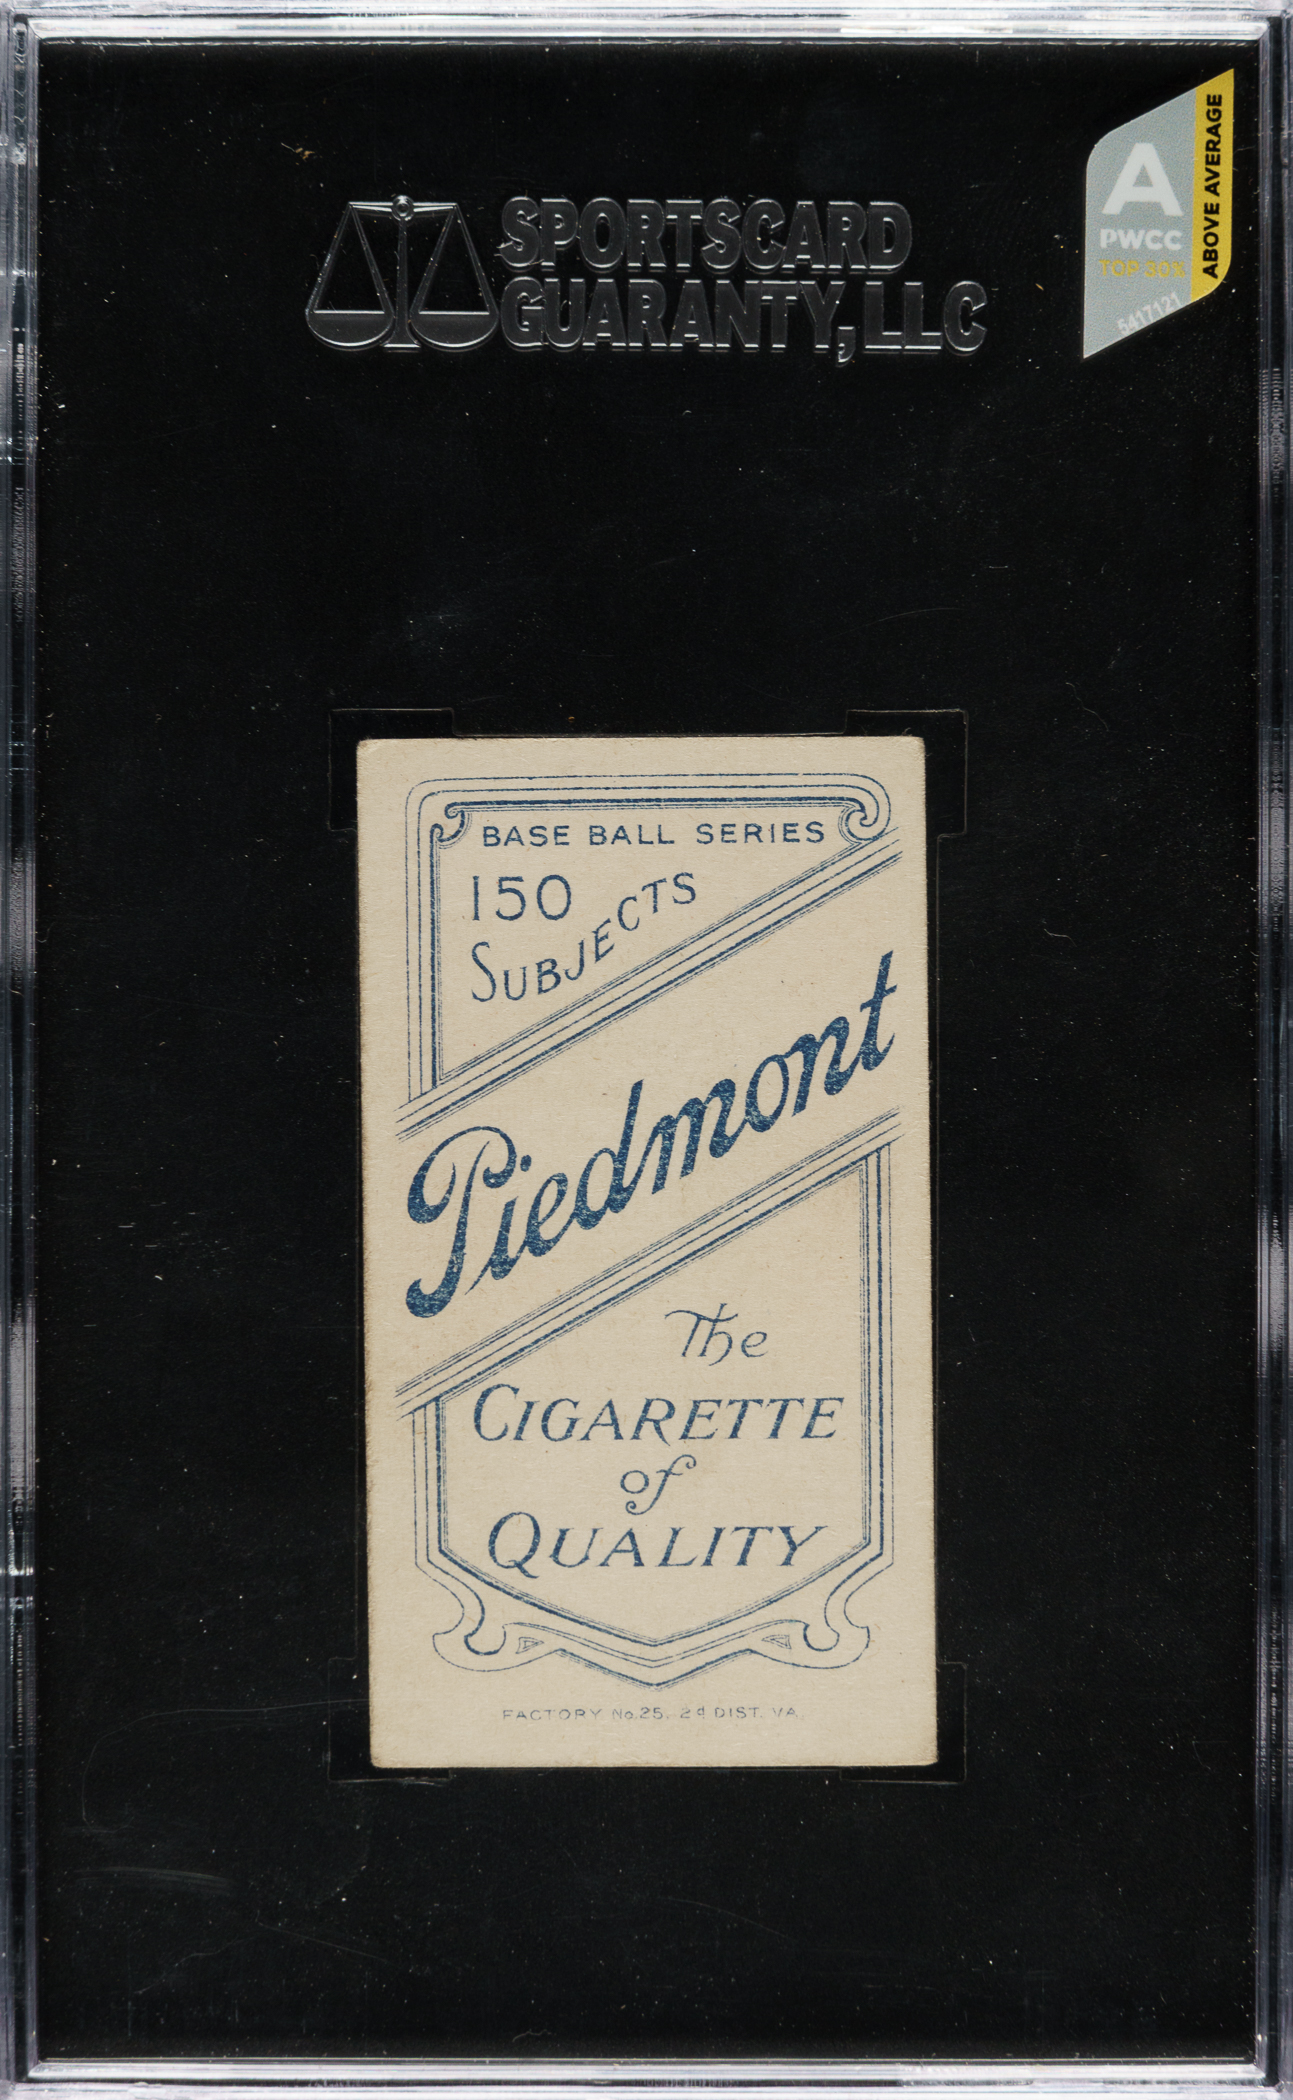 SPORTSCARD
GUARANTY, LLC
A
PWCC
TOP 30%
5417121
ABOVE AVERAGE
BASE BALL SERIES
150
SUBJECTS
Piedmont
The
CIGARETTE
of
QUALITY
FACTORY No. 25, 2d DIST. VA.